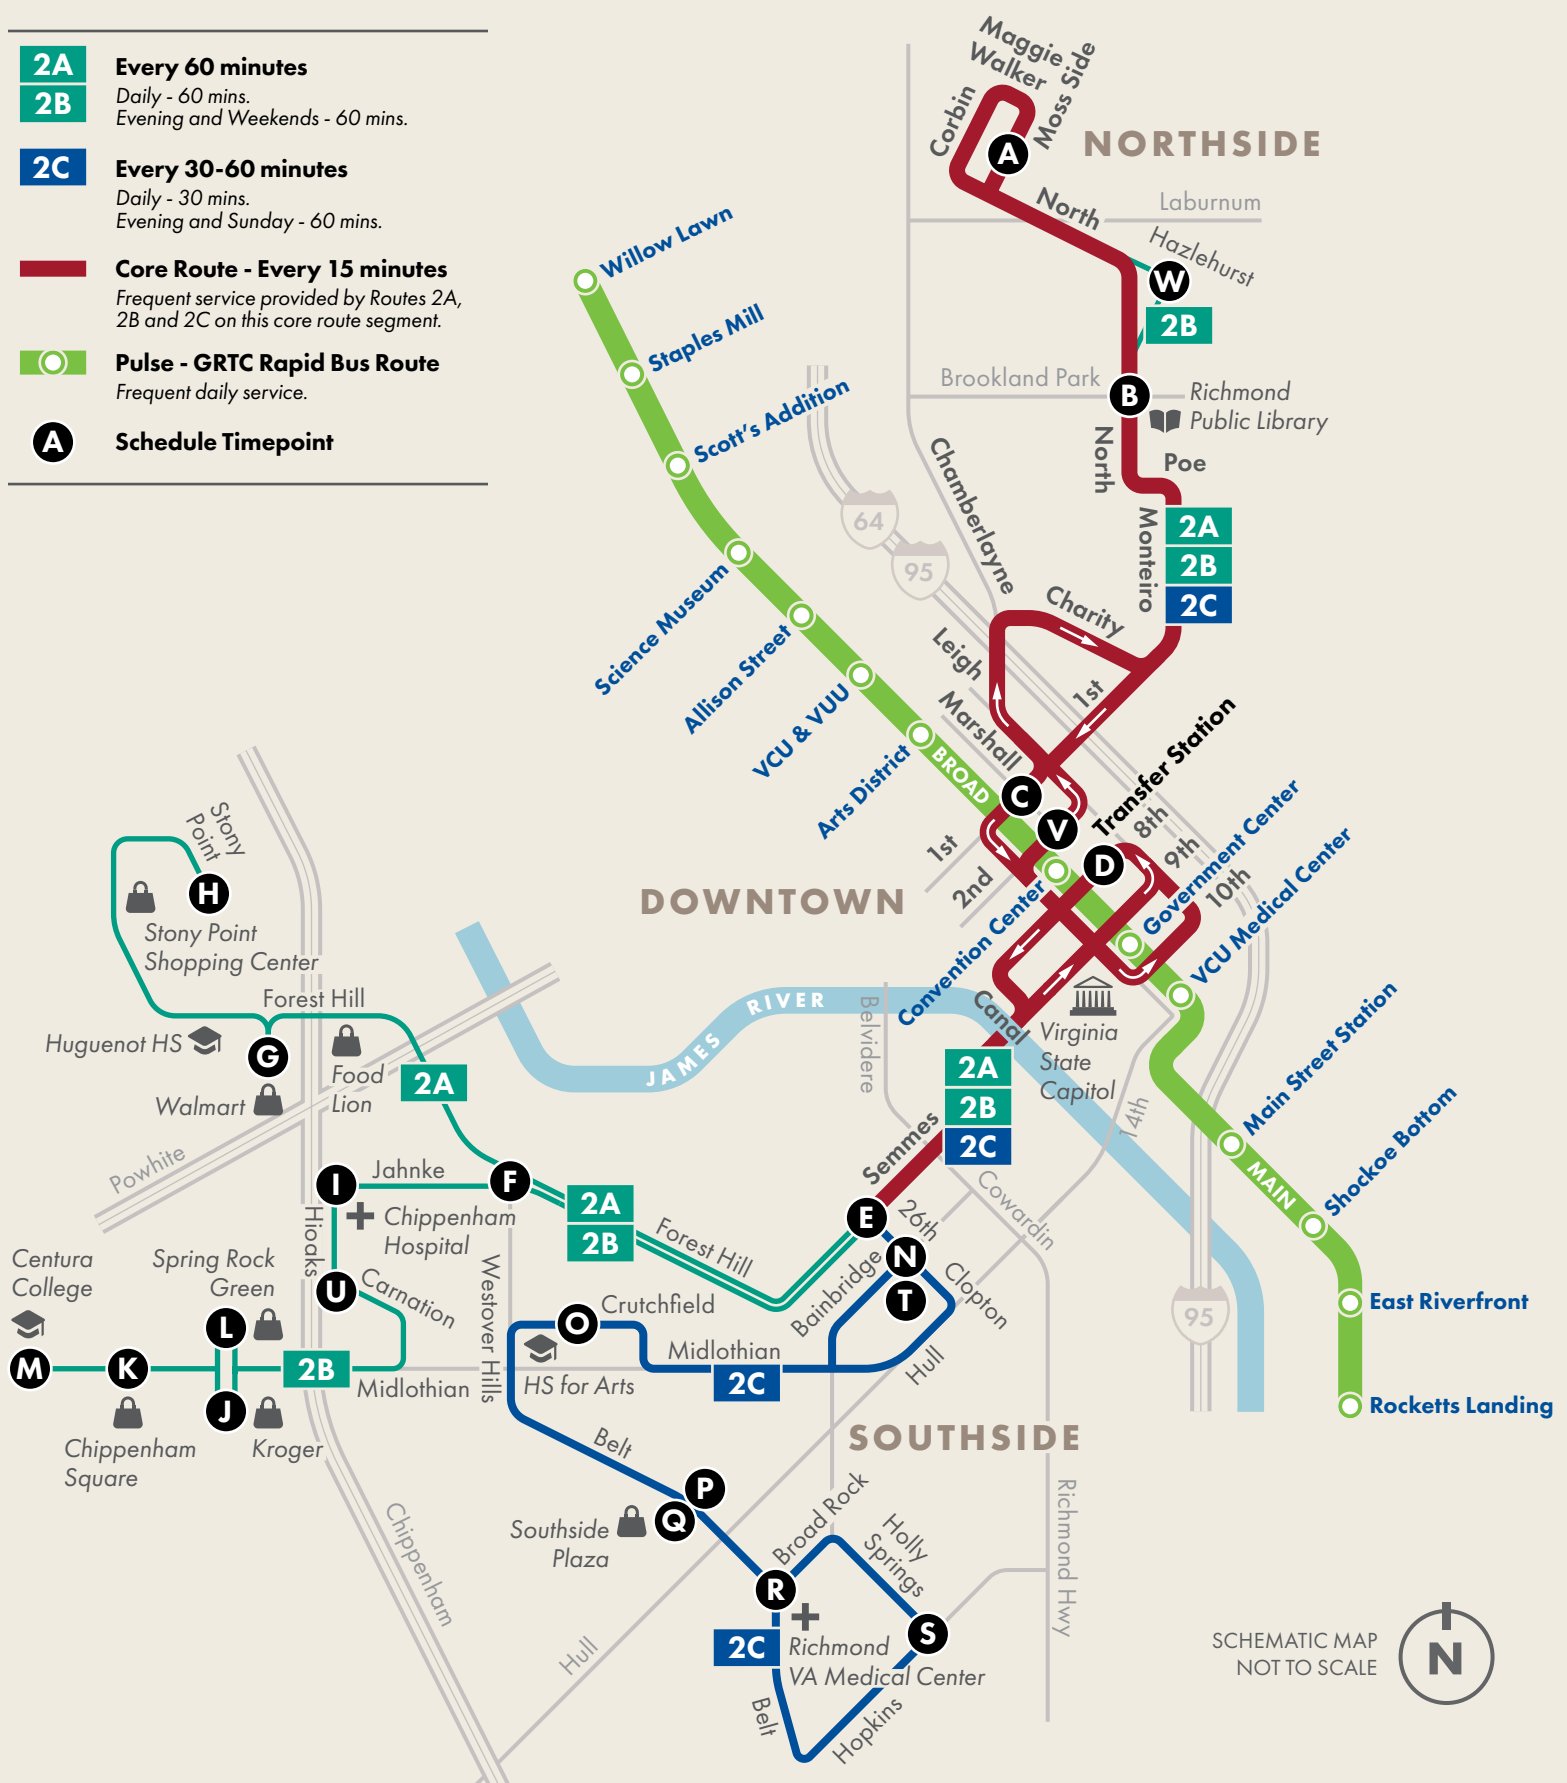 2A
2B
Every 60 minutes
Daily - 60 mins.
Evening and Weekends - 60 mins.
2C
Every 30-60 minutes
Daily - 30 mins.
Evening and Sunday - 60 mins.
Core Route - Every 15 minutes
Frequent service provided by Routes 2A,
2B and 2C on this core route segment.
Pulse - GRTC Rapid Bus Route
Frequent daily service.
A
Schedule Timepoint
Maggie
Walker
Moss Side
Corbin
A
NORTHSIDE
North
Laburnum
Hazlehurst
W
2B
Brookland Park
B
Richmond
Public Library
North
Poe
Monteiro
2A
2B
2C
Willow Lawn
Staples Mill
Scott's Addition
64
95
Chamberlayne
Charity
Science Museum
Allison Street
VCU & VUU
Arts District
BROAD
Leigh
Marshall
1st
C
V
D
Transfer Station
8th
9th
10th
1st
2nd
Convention Center
Government Center
VCU Medical Center
DOWNTOWN
Canal
Virginia
State
Capitol
JAMES
RIVER
Belvidere
14th
Main Street Station
Shockoe Bottom
MAIN
East Riverfront
Rocketts Landing
95
2A
2B
2C
Semmes
Cowardin
E
26th
N
T
Bainbridge
Clopton
Hull
Stony
Point
H
Stony Point
Shopping Center
Forest Hill
Huguenot HS
G
Walmart
Food
Lion
2A
Powhite
I
Jahnke
F
Chippenham
Hospital
2A
2B
Forest Hill
Hioaks
U
Carnation
Centura
College
Spring Rock
Green
L
M
K
J
2B
Midlothian
Westover Hills
Chippenham
Square
Kroger
Crutchfield
O
HS for Arts
Midlothian
2C
SOUTHSIDE
Belt
P
Q
Southside
Plaza
Broad Rock
Holly
Springs
R
S
2C
Richmond
VA Medical Center
Belt
Hopkins
Richmond Hwy
Chippenham
Hull
SCHEMATIC MAP
NOT TO SCALE
N